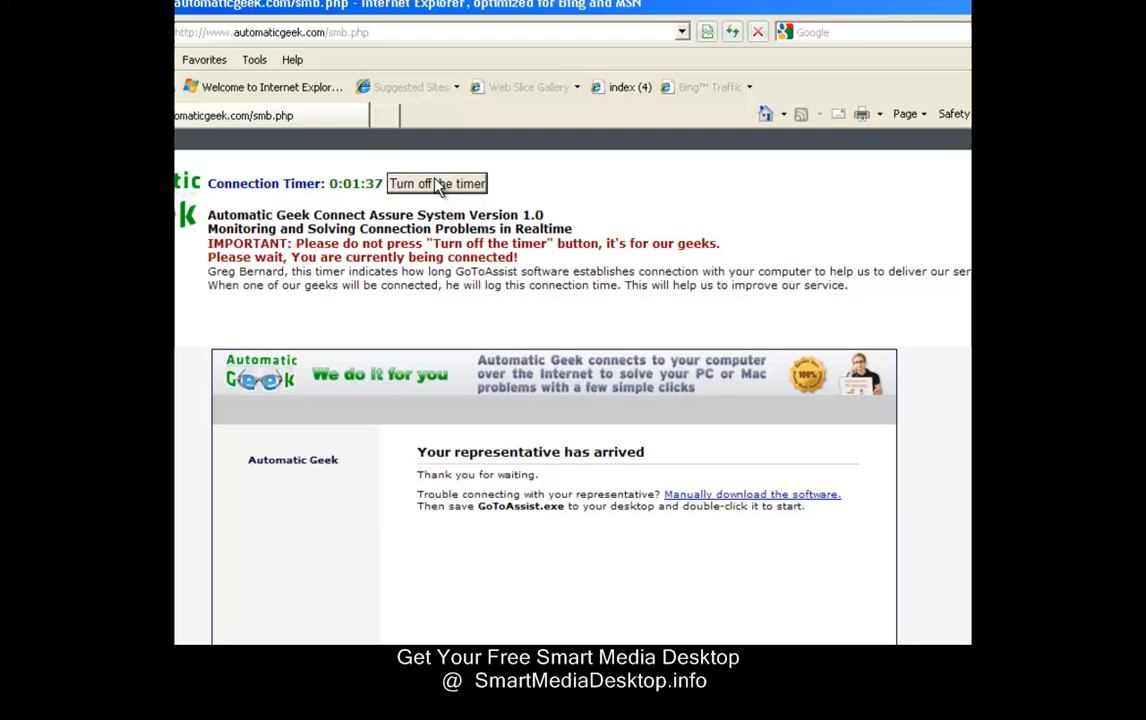 automaticgeek.com/smb.php - Internet Explorer, optimized for Bing and MSN
http://www.automaticgeek.com/smb.php
Google
Favorites Tools Help
Welcome to Internet Explor... Suggested Sites Web Slice Gallery index (4) Bing™ Traffic
omaticgeek.com/smb.php
Page Safety
tic Connection Timer: 0:01:37 Turn off the timer
k Automatic Geek Connect Assure System Version 1.0
Monitoring and Solving Connection Problems in Realtime
IMPORTANT: Please do not press "Turn off the timer" button, it's for our geeks.
Please wait, You are currently being connected!
Greg Bernard, this timer indicates how long GoToAssist software establishes connection with your computer to help us to deliver our ser
When one of our geeks will be connected, he will log this connection time. This will help us to improve our service.
Automatic
Geek
We do it for you
Automatic Geek connects to your computer
over the Internet to solve your PC or Mac
problems with a few simple clicks
100%
Automatic Geek
Your representative has arrived
Thank you for waiting.
Trouble connecting with your representative? Manually download the software.
Then save GoToAssist.exe to your desktop and double-click it to start.
Get Your Free Smart Media Desktop
@ SmartMediaDesktop.info